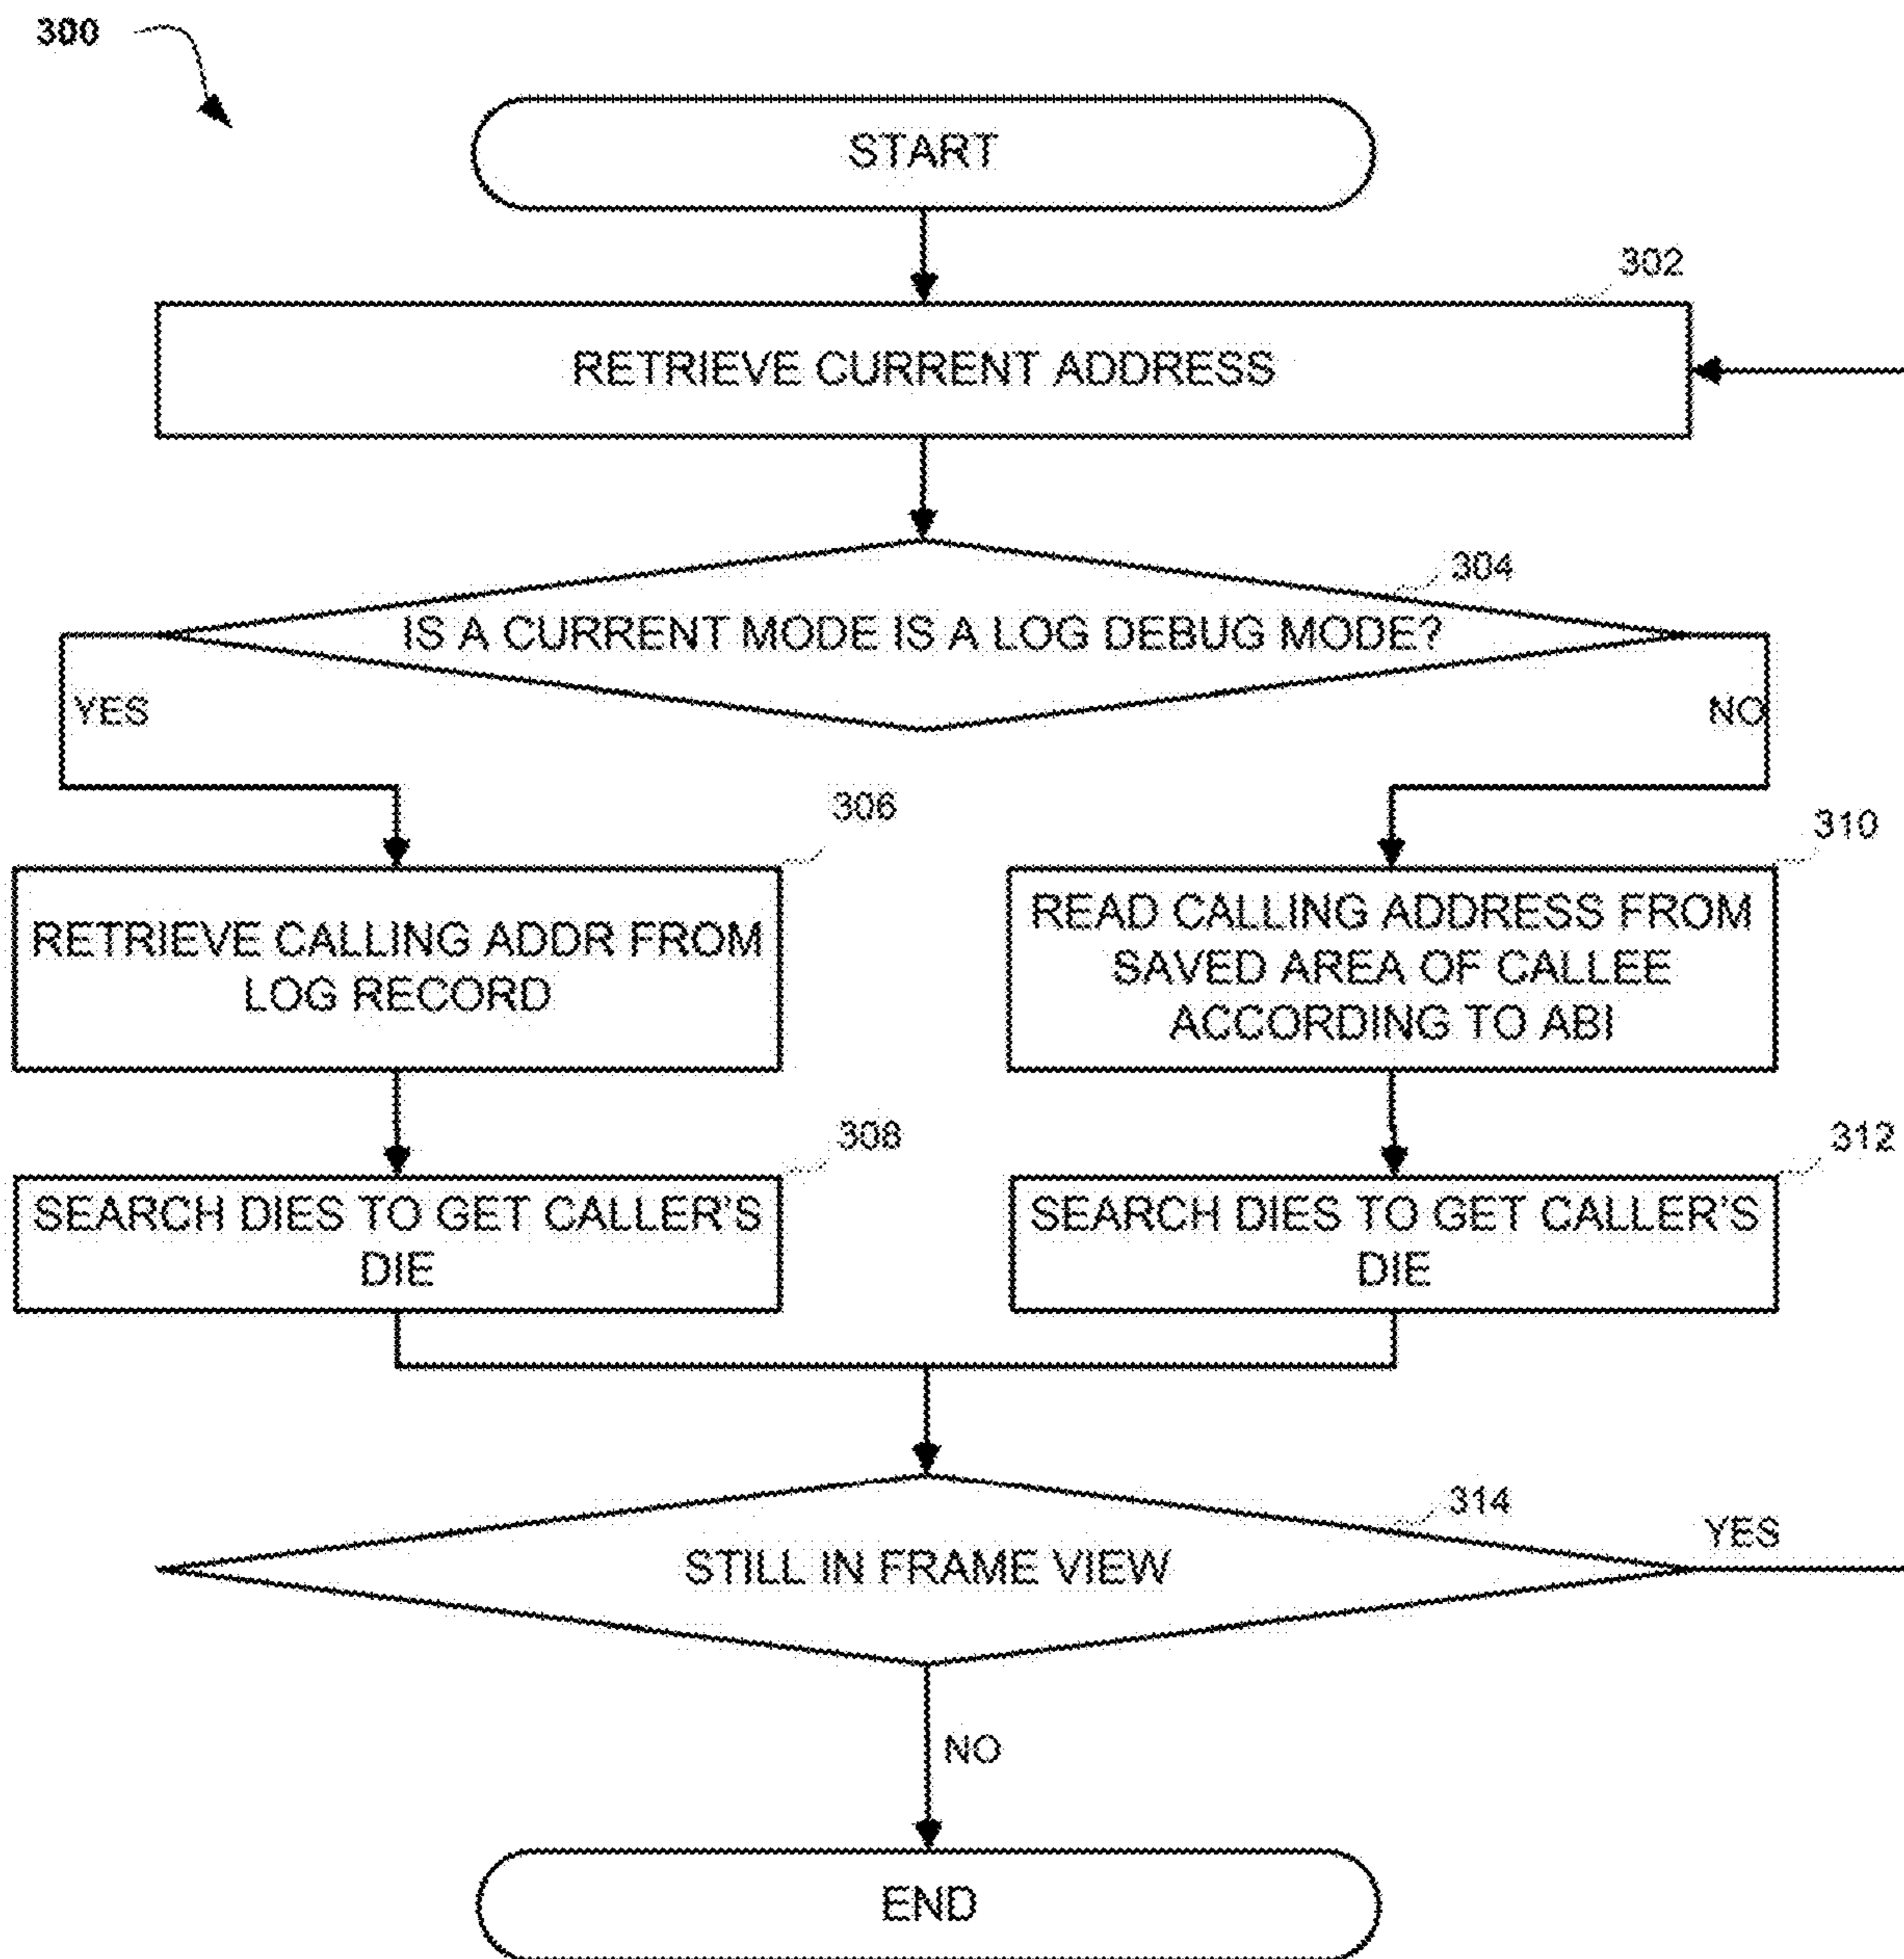 300
START
302
RETRIEVE CURRENT ADDRESS
304
IS A CURRENT MODE IS A LOG DEBUG MODE?
YES
NO
306
RETRIEVE CALLING ADDR FROM
LOG RECORD
310
READ CALLING ADDRESS FROM
SAVED AREA OF CALLEE
ACCORDING TO ABI
308
SEARCH DIES TO GET CALLER'S
DIE
312
SEARCH DIES TO GET CALLER'S
DIE
314
STILL IN FRAME VIEW
YES
NO
END